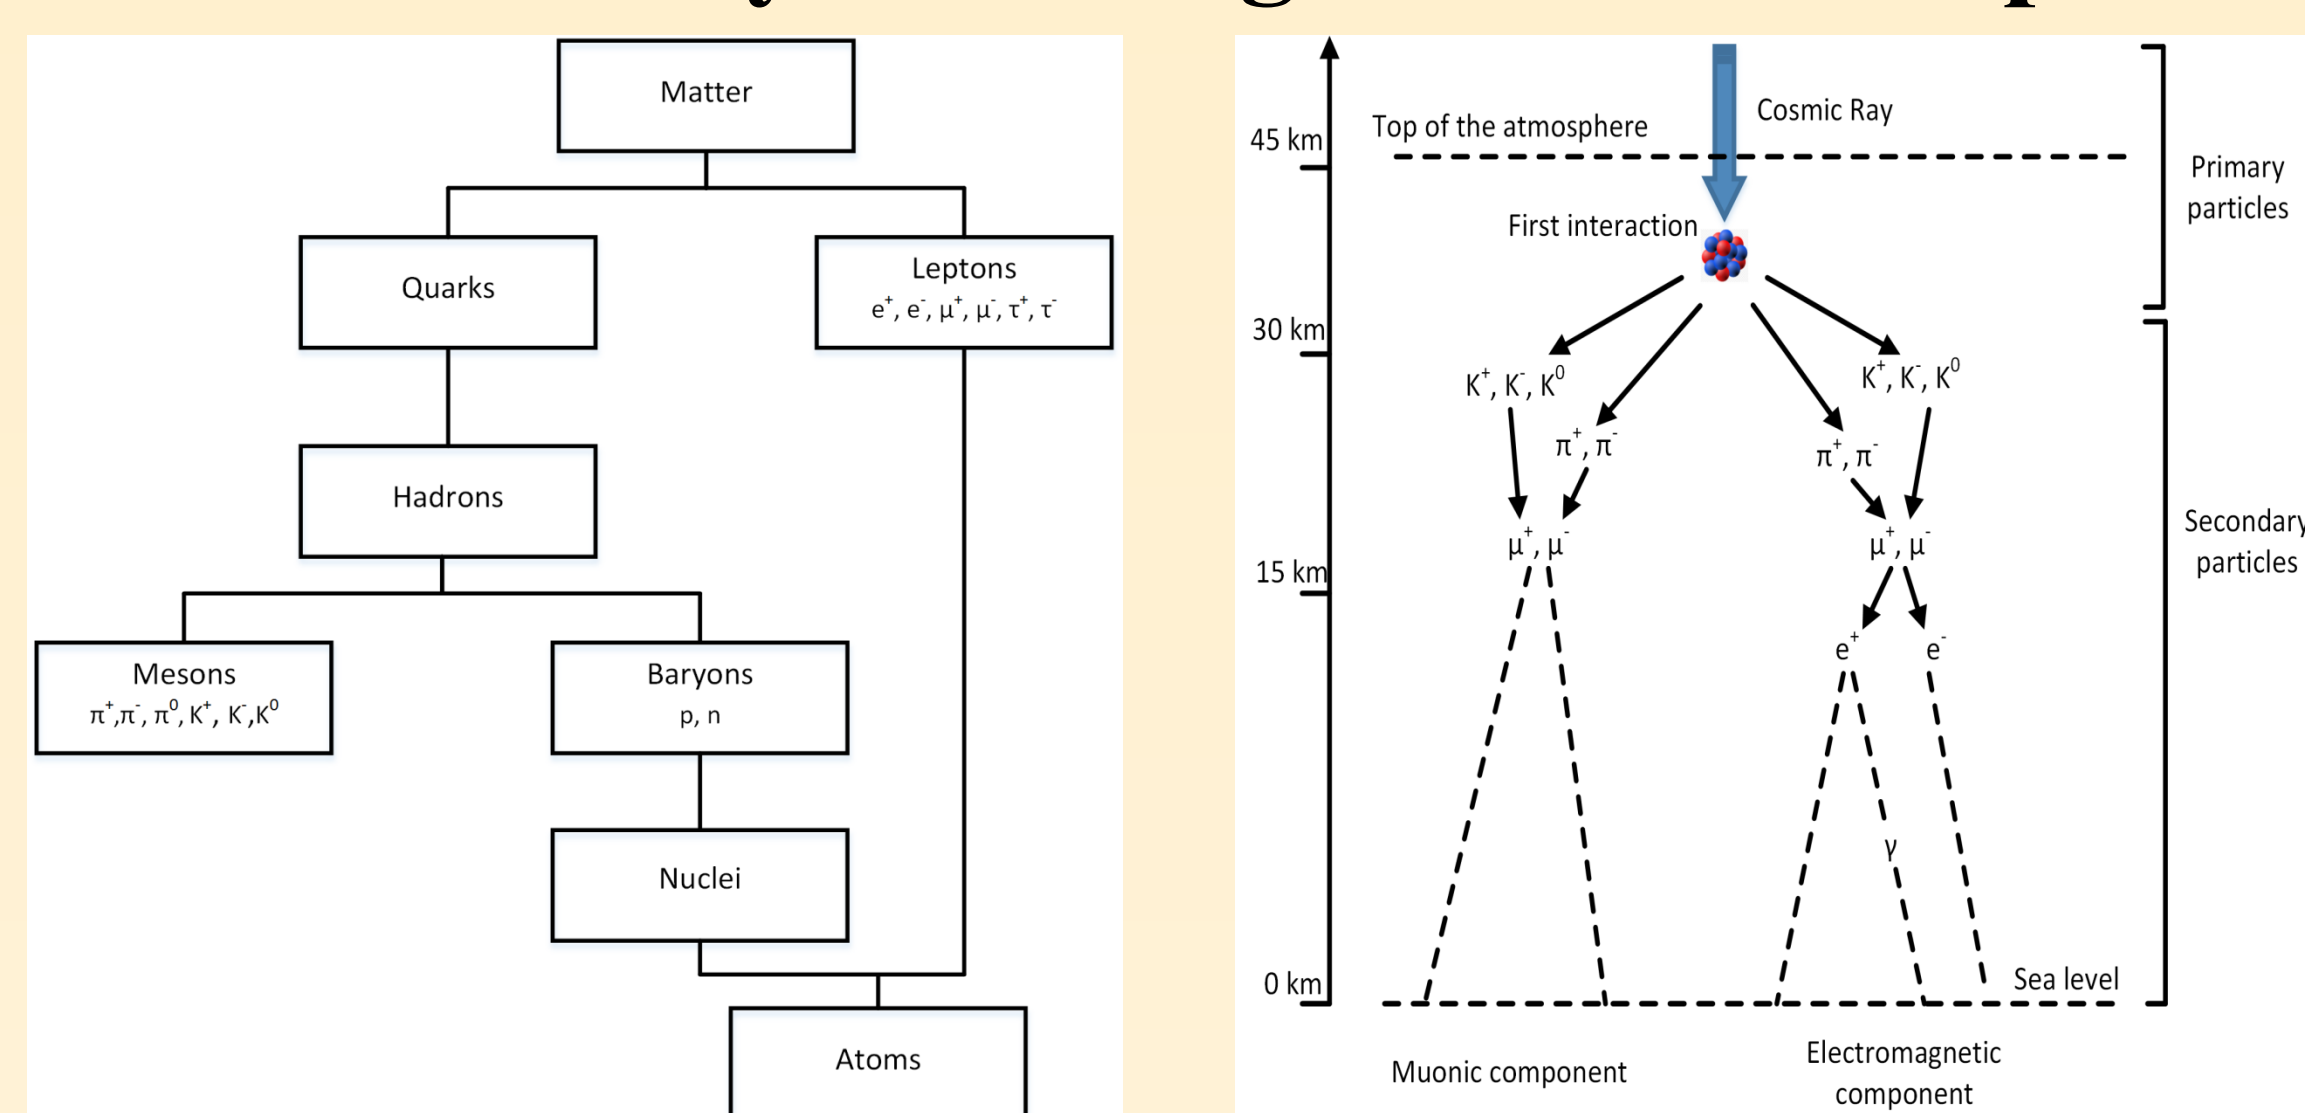 Matter
Quarks
Leptons
e⁺, e⁻, μ⁺, μ⁻, τ⁺, τ⁻
Hadrons
Mesons
π⁺,π⁻, π⁰, K⁺, K⁻,K⁰
Baryons
p, n
Nuclei
Atoms
Cosmic Ray
Top of the atmosphere
45 km
Primary
particles
First interaction
30 km
K⁺, K⁻, K⁰
K⁺, K⁻, K⁰
π⁺, π⁻
π⁺, π⁻
Secondary
particles
μ⁺, μ⁻
μ⁺, μ⁻
15 km
e⁺
e⁻
γ
0 km
Sea level
Muonic component
Electromagnetic
component